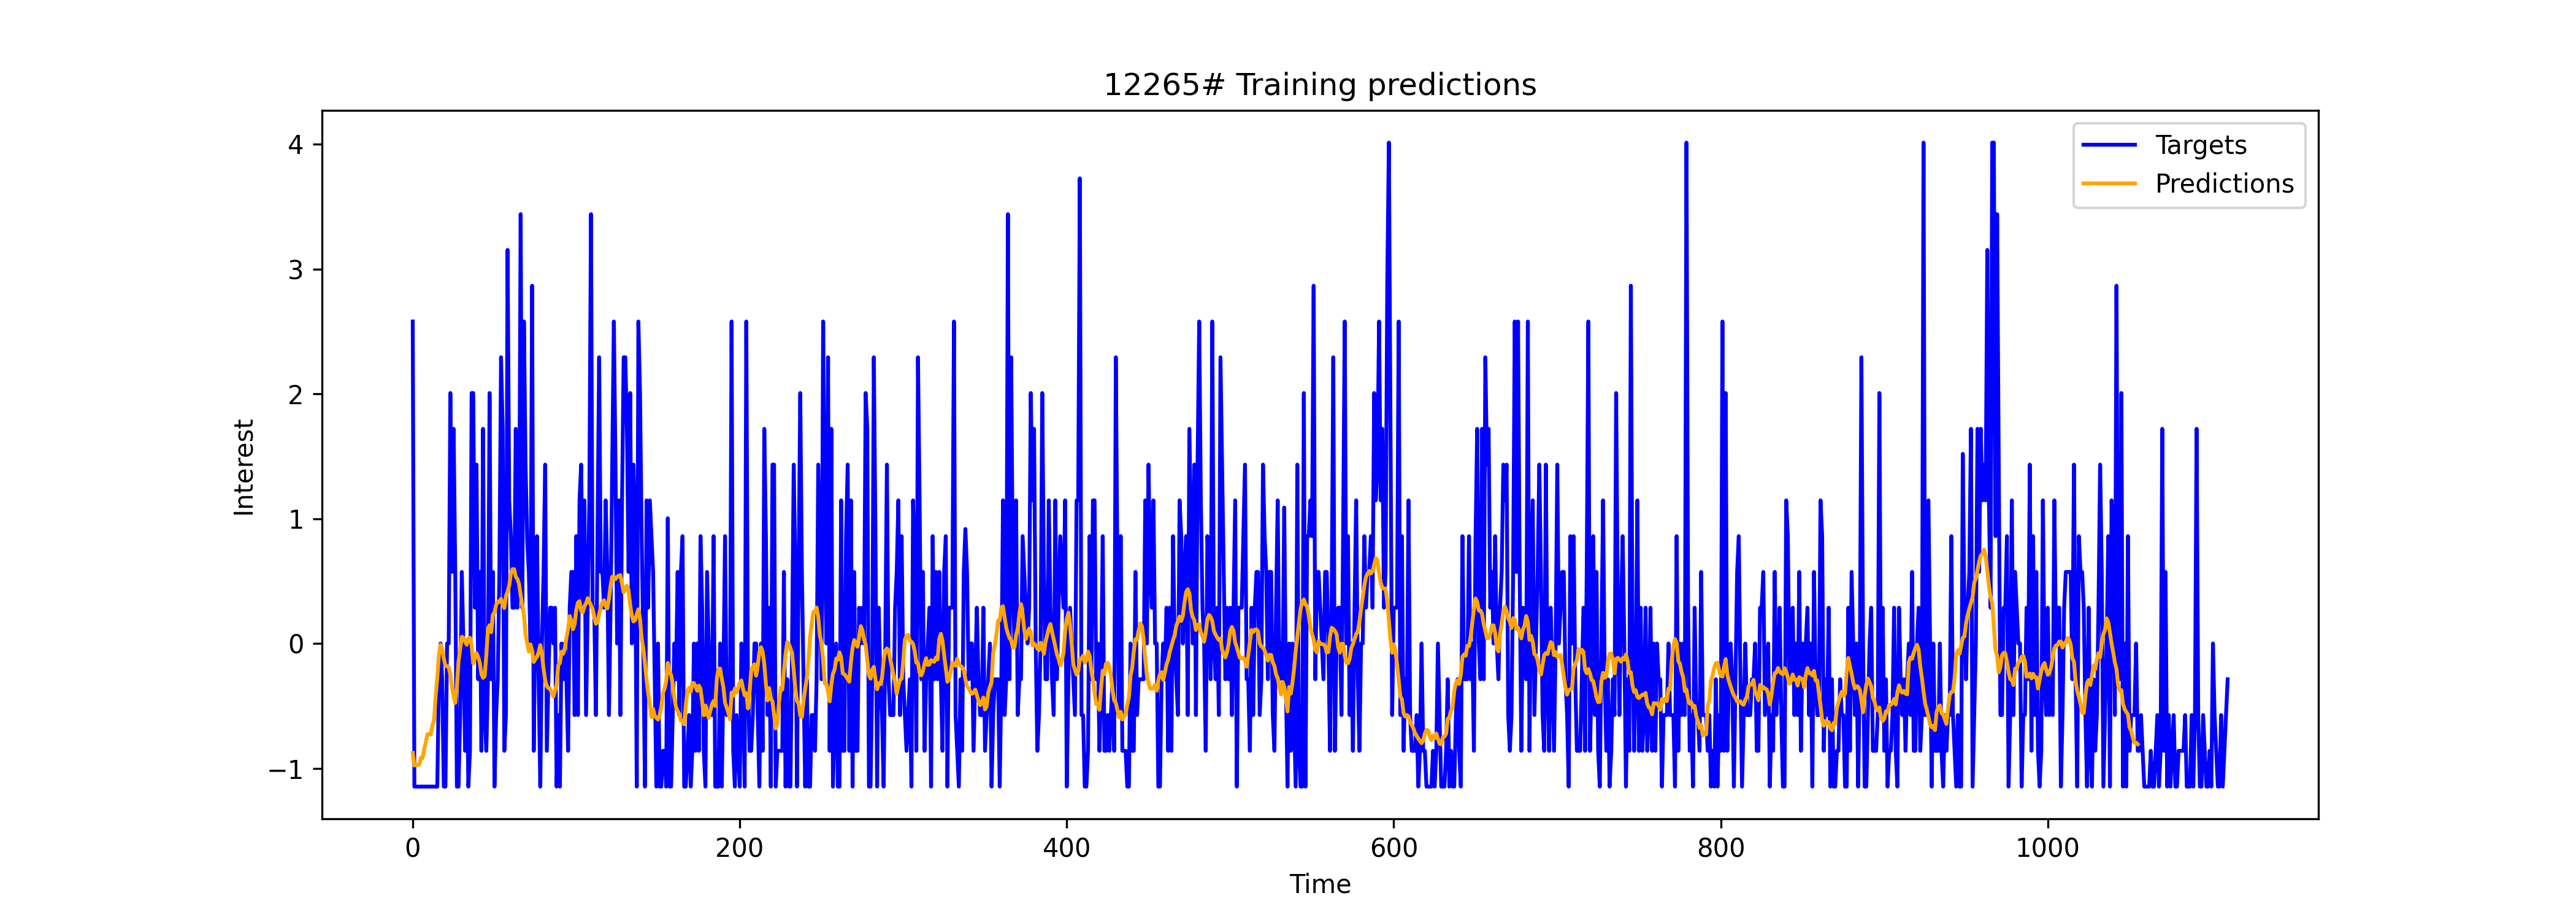 12265# Training predictions
Targets
Predictions
Interest
4
3
2
1
0
−1
0
200
400
600
800
1000
Time